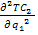 ∂²TC₂ / ∂q₁²